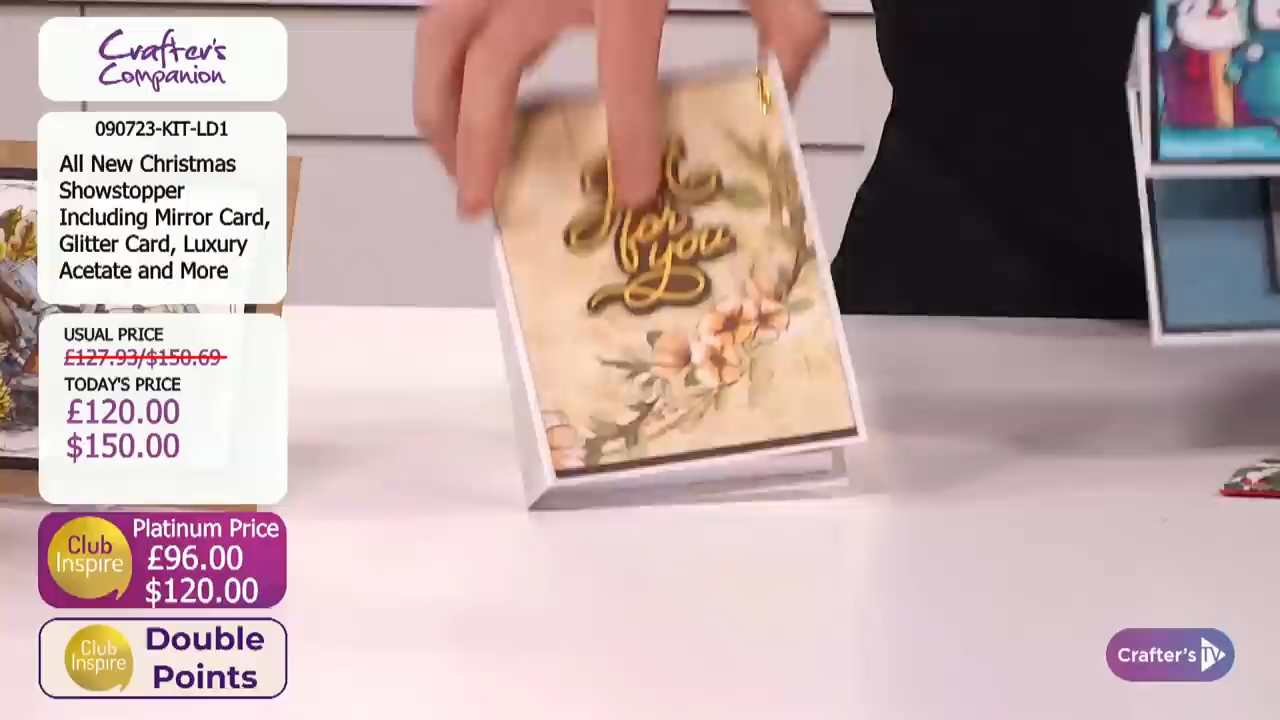 Crafter's
Companion
090723-KIT-LD1
All New Christmas
Showstopper
Including Mirror Card,
Glitter Card, Luxury
Acetate and More
USUAL PRICE
£127.93/$150.69
TODAY'S PRICE
£120.00
$150.00
Club
Inspire
Platinum Price
£96.00
$120.00
Club
Inspire
Double
Points
for
you
Crafter's TV